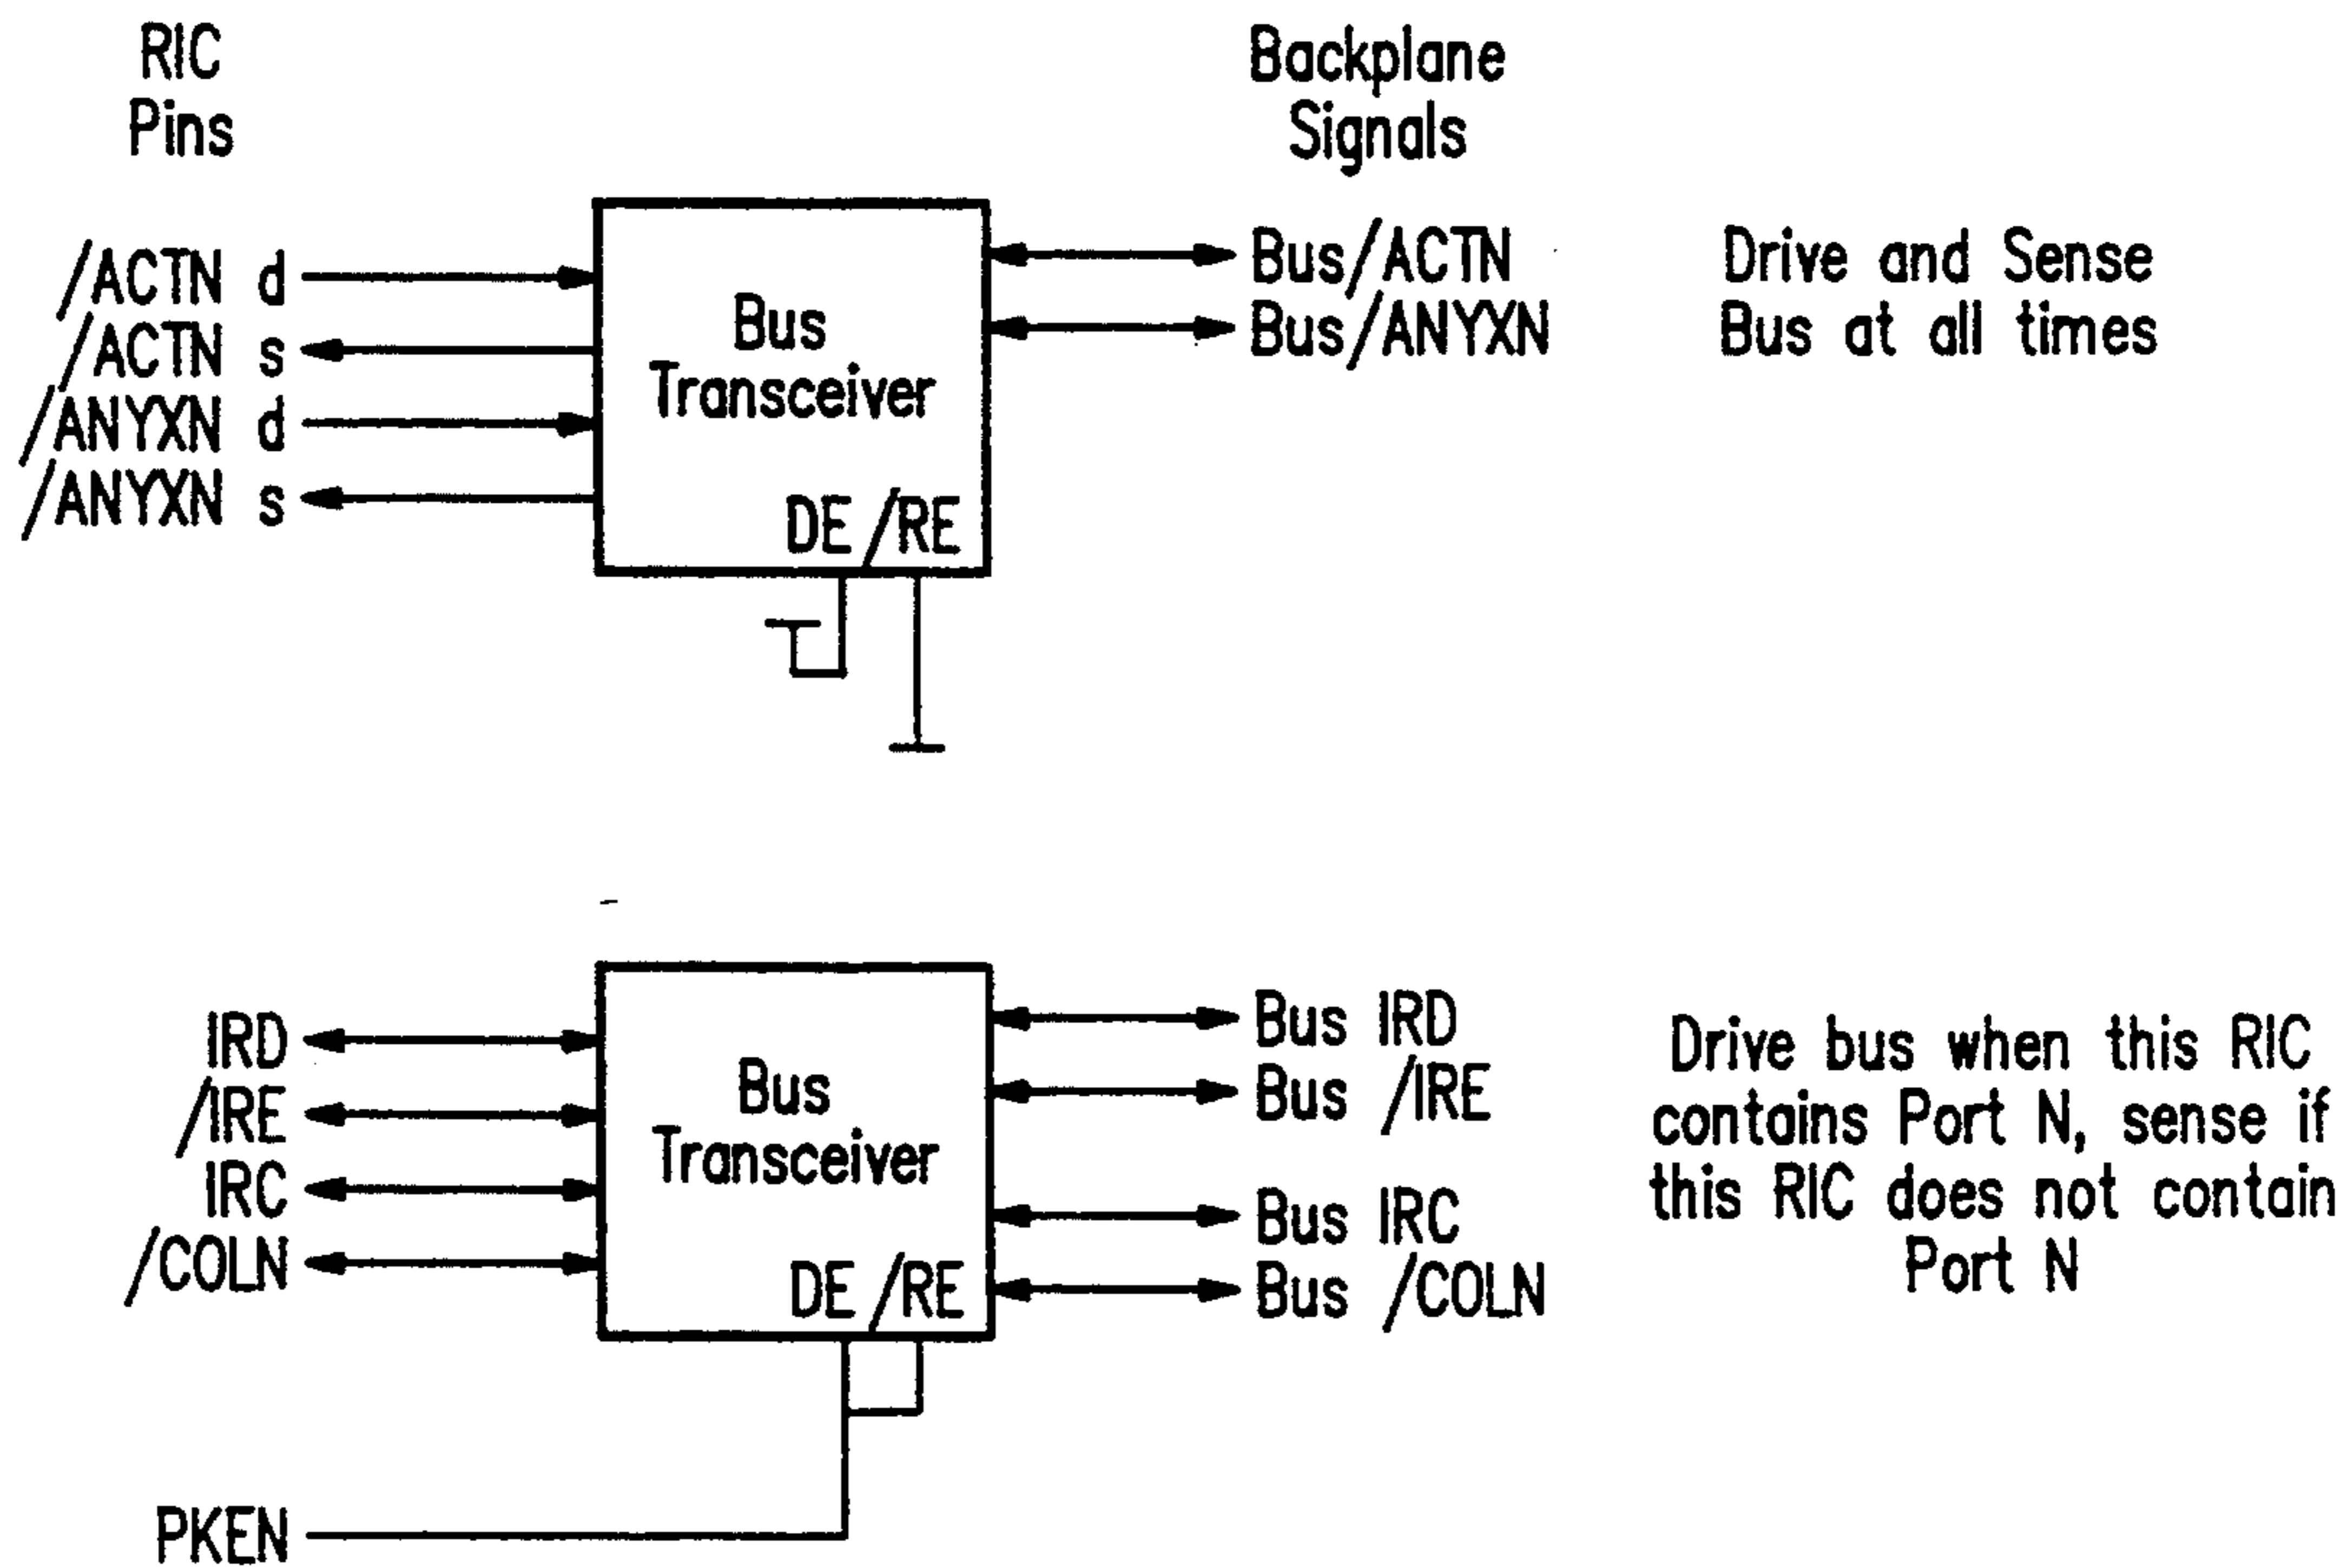 RIC
Pins
Backplane
Signals
/ACTN d
/ACTN s
/ANYXN d
/ANYXN s
Bus
Transceiver
DE /RE
Bus/ACTN
Bus/ANYXN
Drive and Sense
Bus at all times
IRD
/IRE
IRC
/COLN
Bus
Transceiver
DE /RE
Bus IRD
Bus /IRE
Bus IRC
Bus /COLN
Drive bus when this RIC
contains Port N, sense if
this RIC does not contain
Port N
PKEN